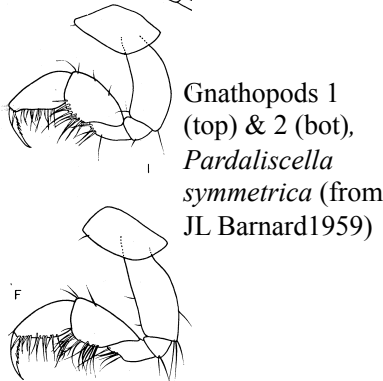 Gnathopods 1
(top) & 2 (bot),
Pardaliscella
symmetrica (from
JL Barnard1959)
I
F